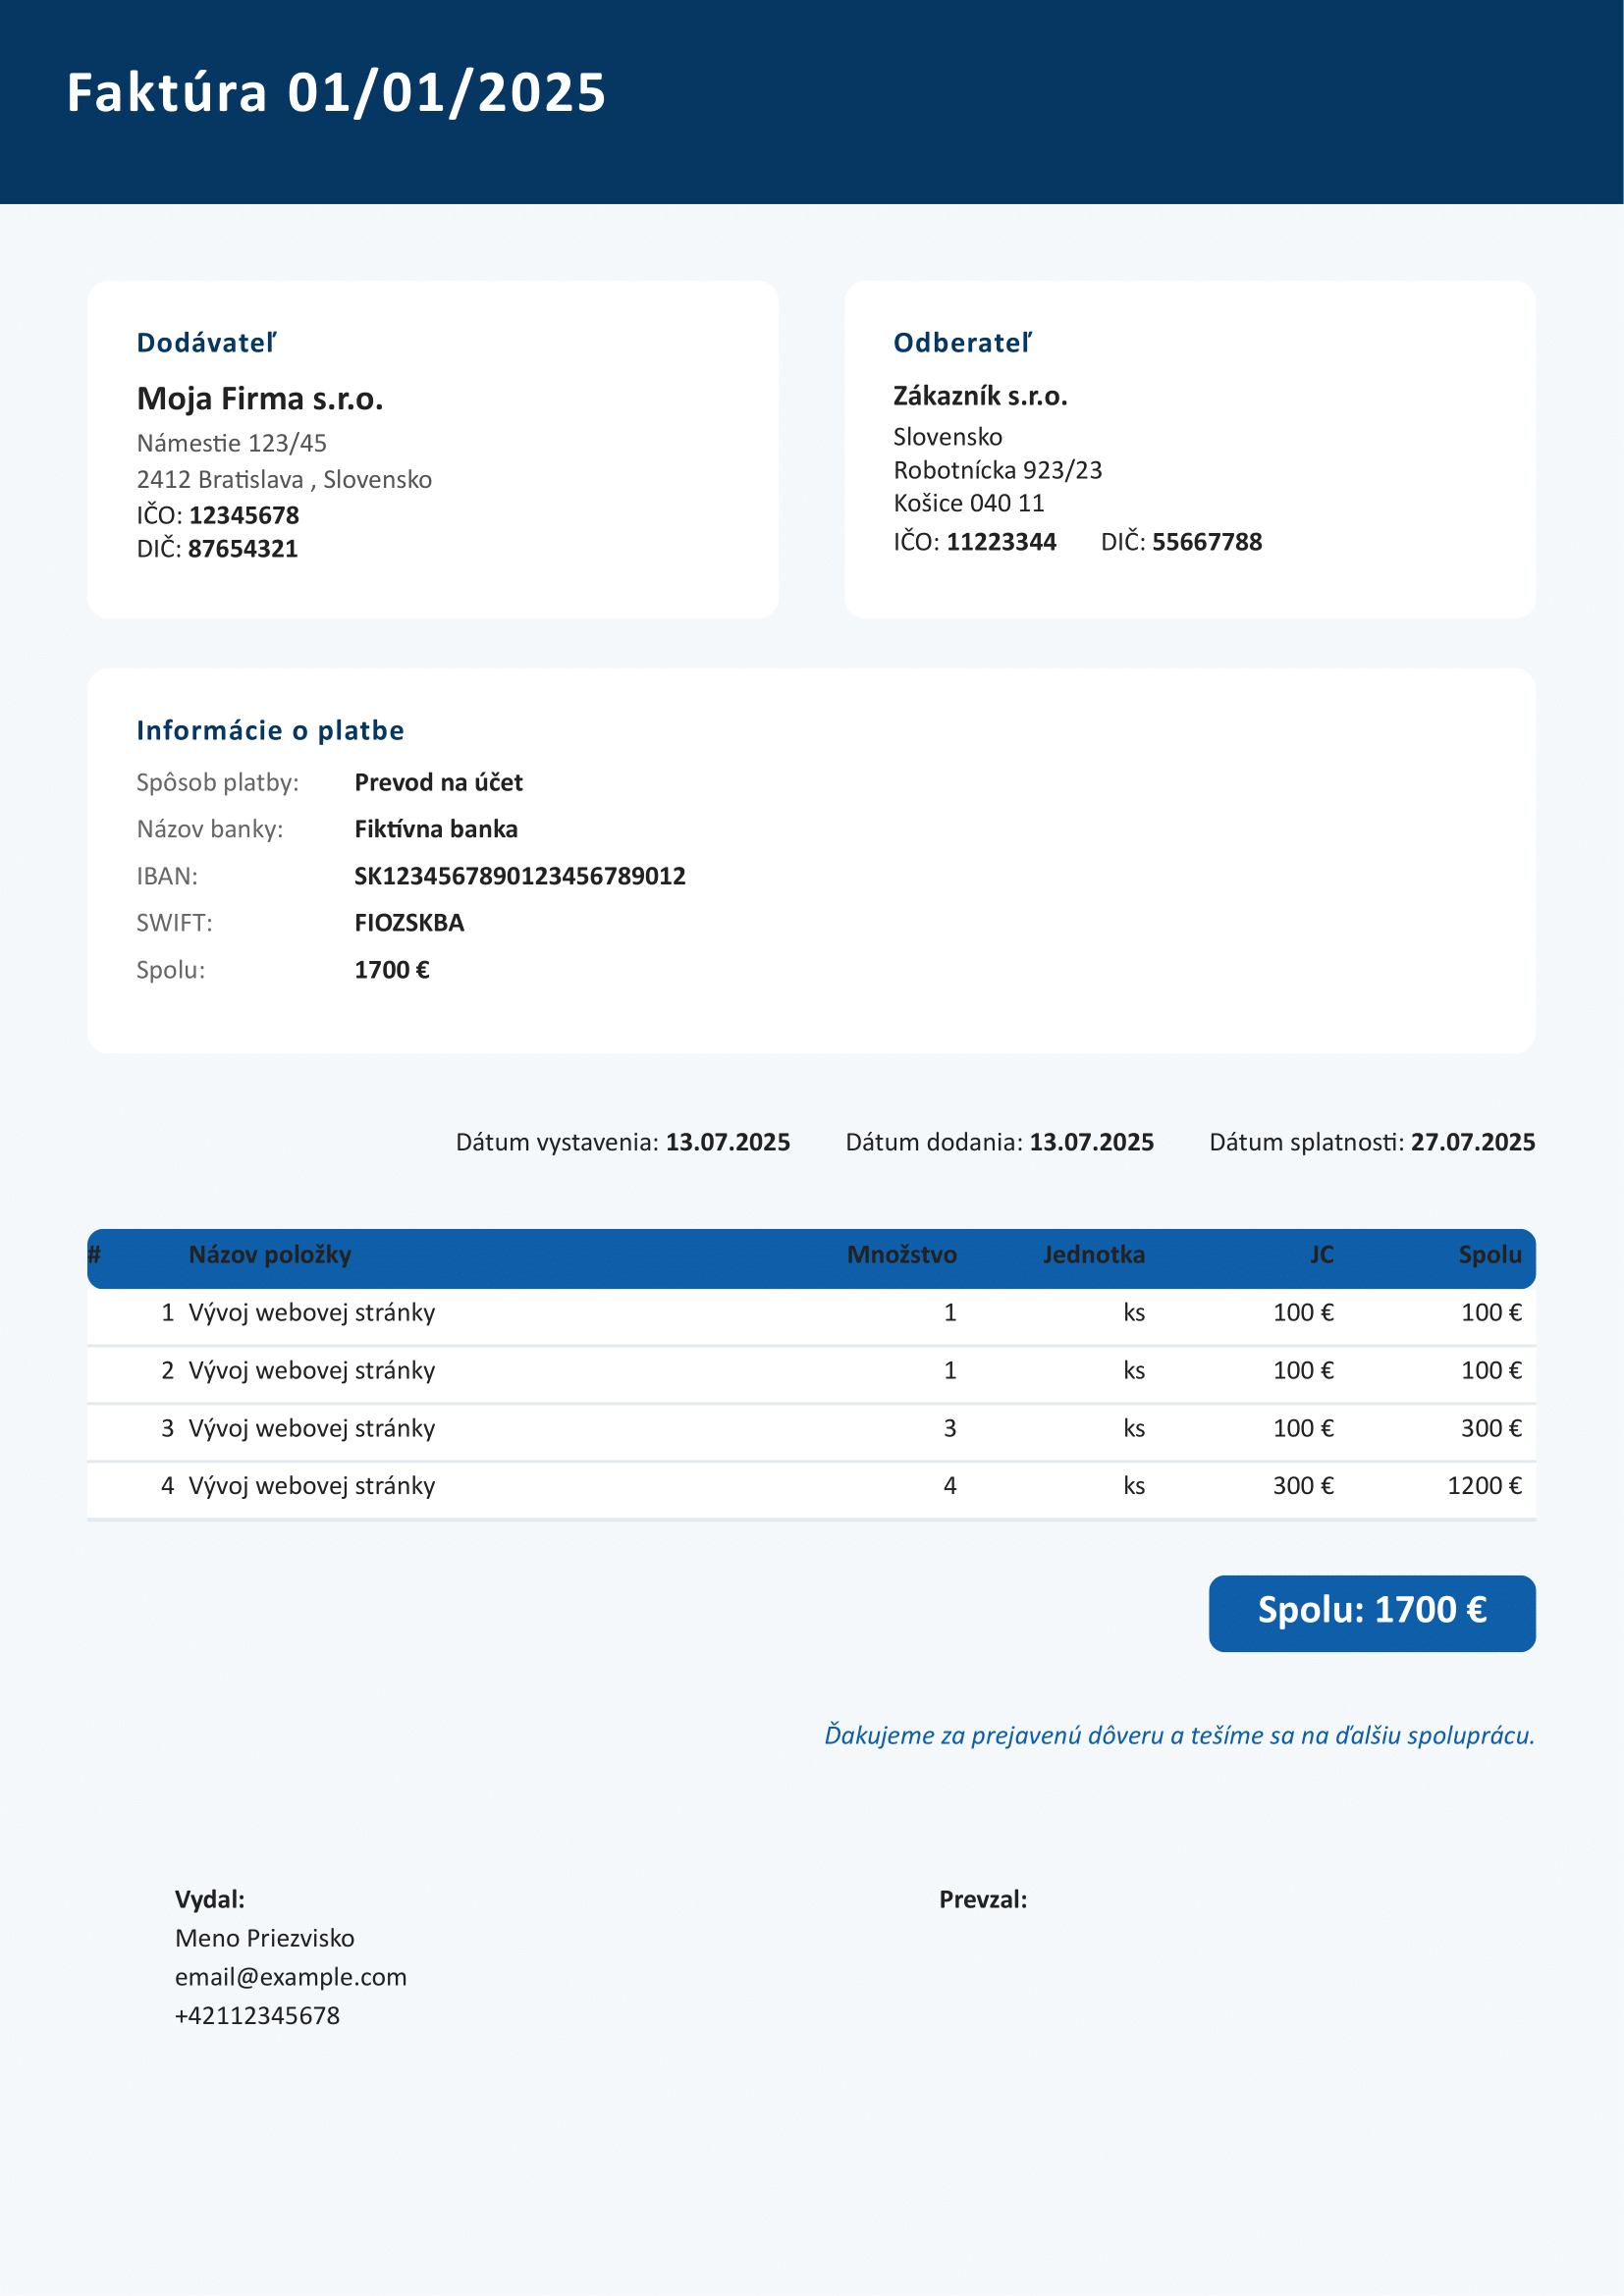 Faktúra 01/01/2025
Dodávateľ
Moja Firma s.r.o.
Námestie 123/45
2412 Bratislava , Slovensko
IČO: 12345678
DIČ: 87654321
Odberateľ
Zákazník s.r.o.
Slovensko
Robotnícka 923/23
Košice 040 11
IČO: 11223344 DIČ: 55667788
Informácie o platbe
Spôsob platby: Prevod na účet
Názov banky: Fiktívna banka
IBAN: SK1234567890123456789012
SWIFT: FIOZSKBA
Spolu: 1700 €
Dátum vystavenia: 13.07.2025 Dátum dodania: 13.07.2025 Dátum splatnosti: 27.07.2025
# Názov položky Množstvo Jednotka JC Spolu
1 Vývoj webovej stránky 1 ks 100 € 100 €
2 Vývoj webovej stránky 1 ks 100 € 100 €
3 Vývoj webovej stránky 3 ks 100 € 300 €
4 Vývoj webovej stránky 4 ks 300 € 1200 €
Spolu: 1700 €
Ďakujeme za prejavenú dôveru a tešíme sa na ďalšiu spoluprácu.
Vydal:
Meno Priezvisko
email@example.com
+42112345678
Prevzal: